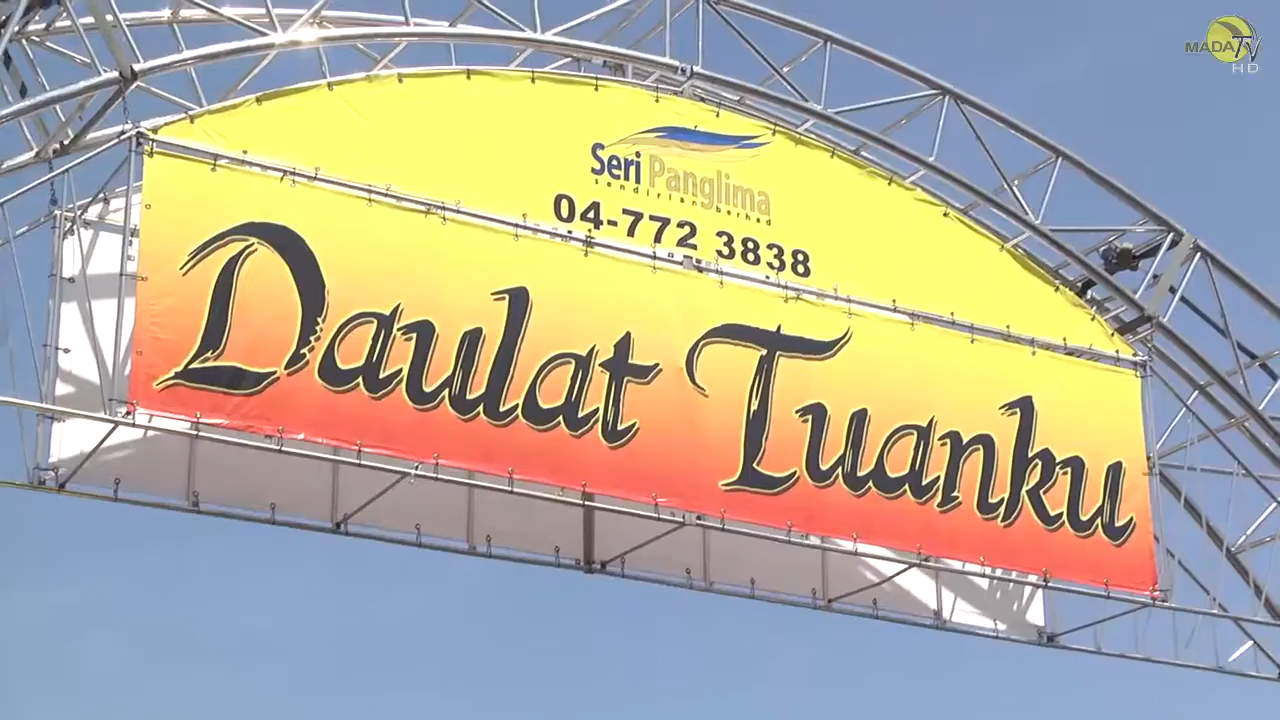 MADA TV
HD
Seri Panglima
sendirian berhad
04-772 3838
Daulat Tuanku